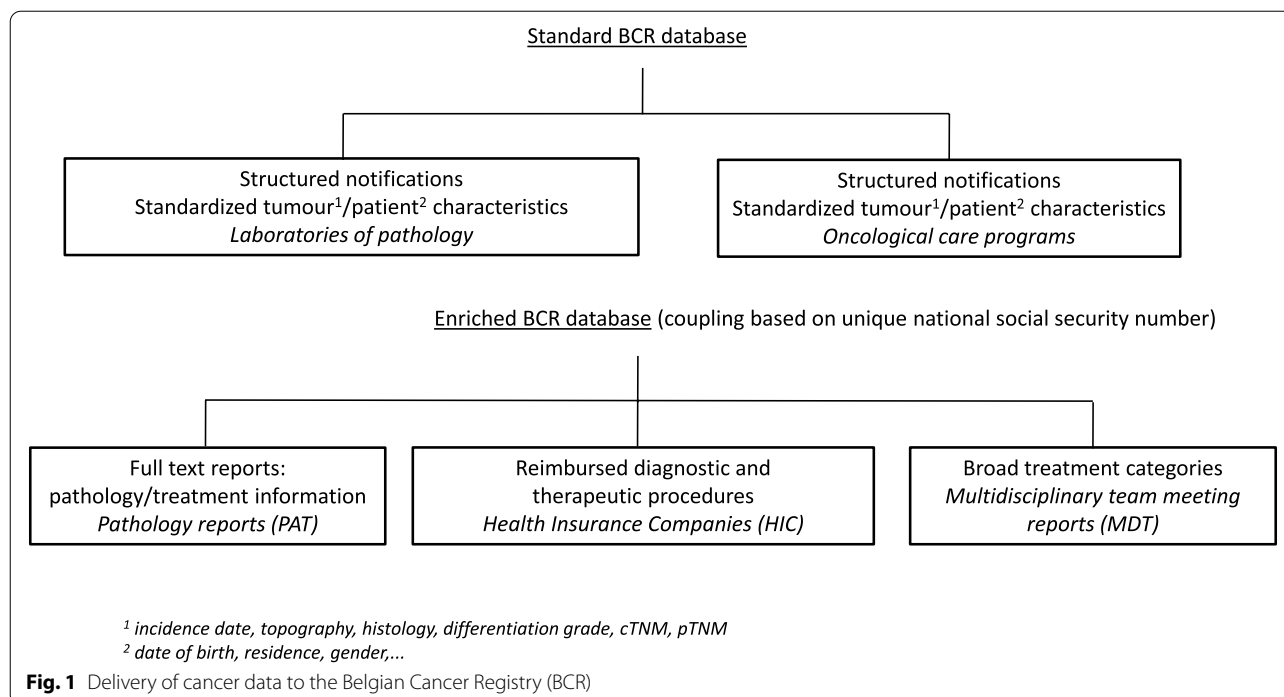 Standard BCR database
Structured notifications
Standardized tumour¹/patient² characteristics
Laboratories of pathology
Structured notifications
Standardized tumour¹/patient² characteristics
Oncological care programs
Enriched BCR database (coupling based on unique national social security number)
Full text reports:
pathology/treatment information
Pathology reports (PAT)
Reimbursed diagnostic and
therapeutic procedures
Health Insurance Companies (HIC)
Broad treatment categories
Multidisciplinary team meeting
reports (MDT)
¹ incidence date, topography, histology, differentiation grade, cTNM, pTNM
² date of birth, residence, gender,...
Fig. 1 Delivery of cancer data to the Belgian Cancer Registry (BCR)